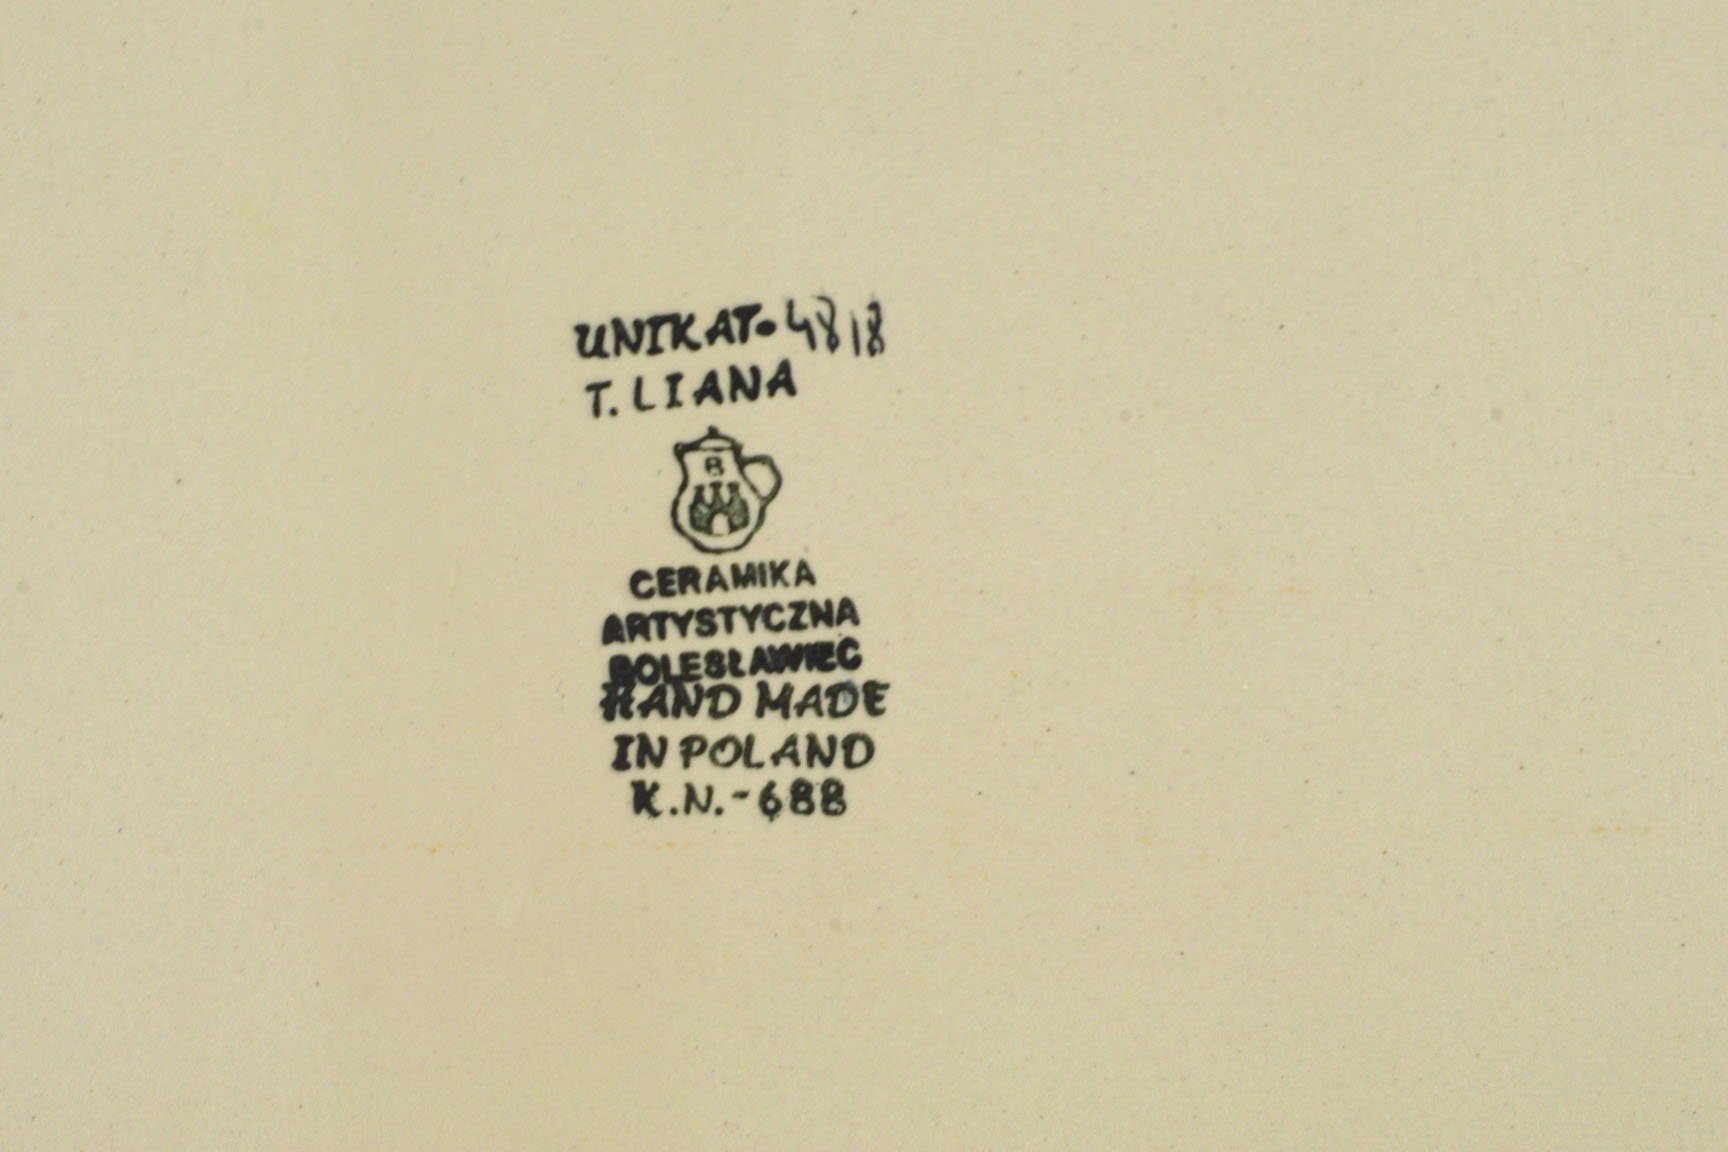 UNIKAT. 4818
T. LIANA
B
CERAMIKA
ARTYSTYCZNA
BOLESŁAWIEC
HAND MADE
IN POLAND
K.N.-688